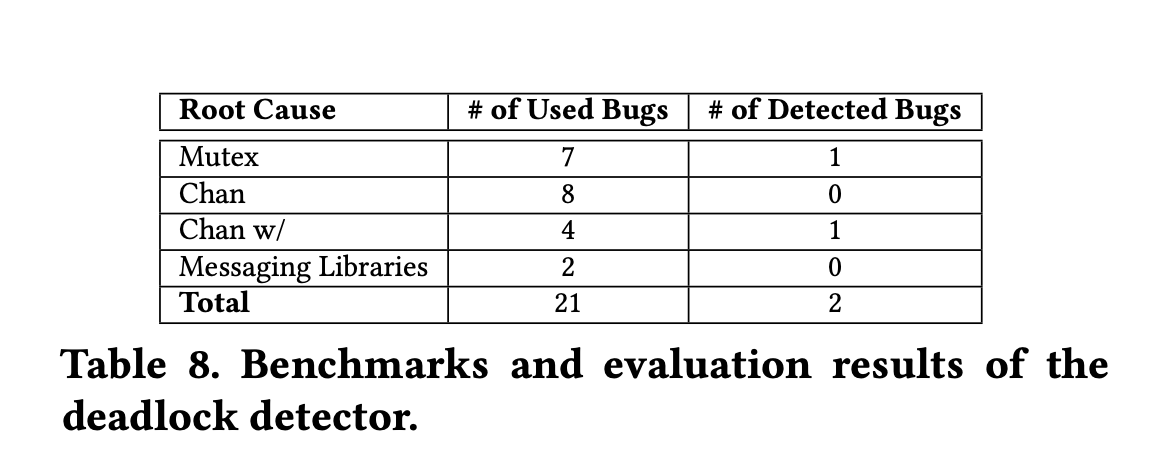 Root Cause # of Used Bugs # of Detected Bugs
Mutex 7 1
Chan 8 0
Chan w/ 4 1
Messaging Libraries 2 0
Total 21 2
Table 8. Benchmarks and evaluation results of the
deadlock detector.